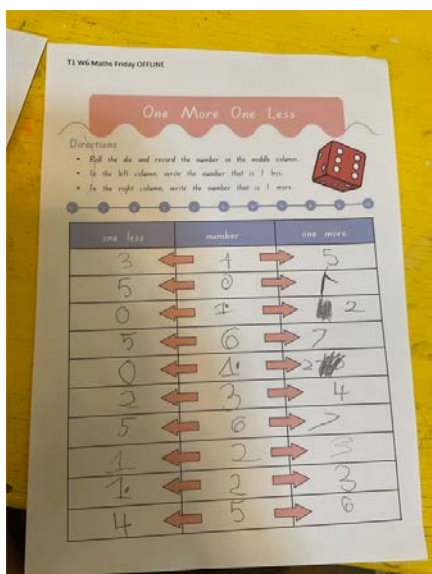 T1 W6 Maths Friday OFFLINE
One More One Less
Directions
• Roll the die and record the number in the middle column.
• In the left column, write the number that is 1 less.
• In the right column, write the number that is 1 more.
one less number one more
3 5
5
0 2
5 6 7
0 1. 2
2 3 4
5 6 7
1 2 3
1. 2 3
4 5 6